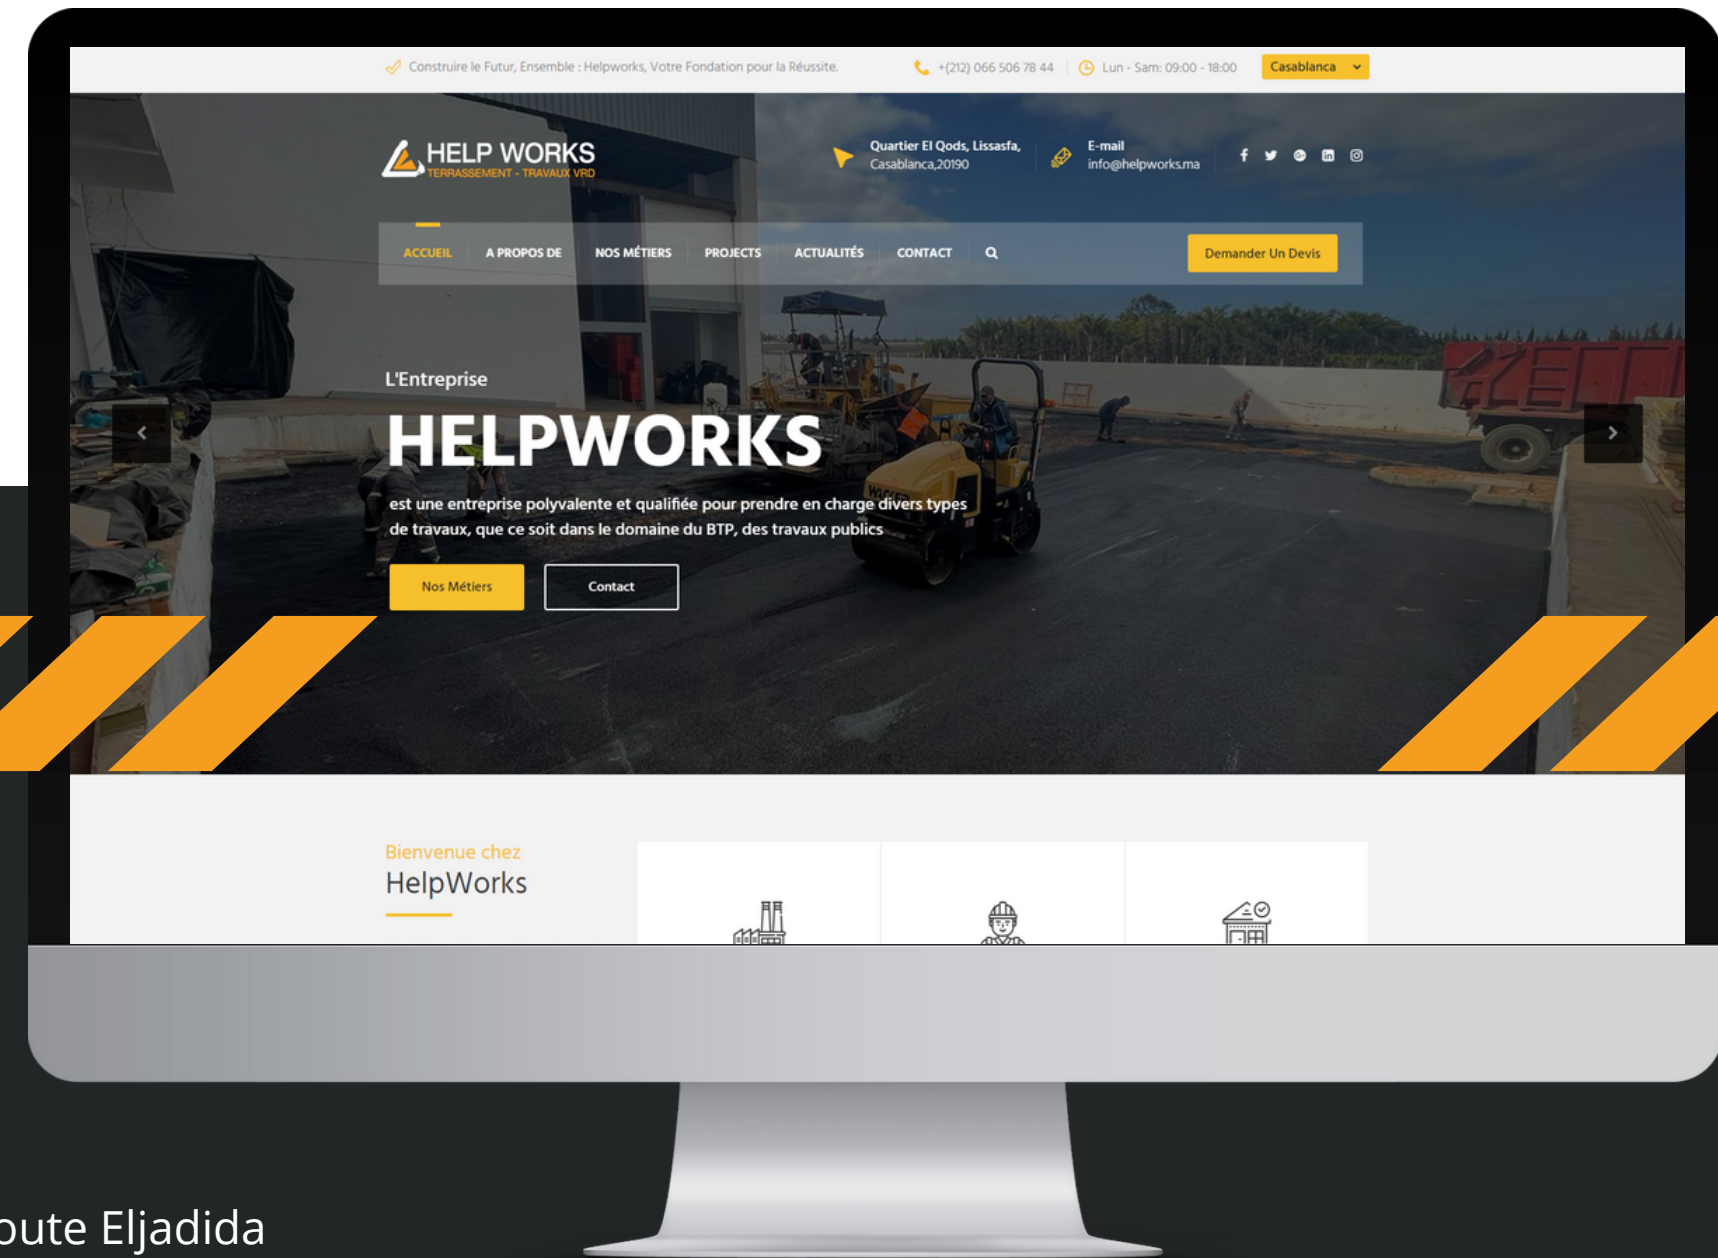 Construire le Futur, Ensemble : Helpworks, Votre Fondation pour la Réussite.
+(212) 066 506 78 44
Lun - Sam: 09:00 - 18:00
Casablanca
HELP WORKS
TERRASSEMENT - TRAVAUX VRD
Quartier El Qods, Lissasfa,
Casablanca,20190
E-mail
info@helpworks.ma
ACCUEIL
A PROPOS DE
NOS MÉTIERS
PROJECTS
ACTUALITÉS
CONTACT
Demander Un Devis
L'Entreprise
HELPWORKS
est une entreprise polyvalente et qualifiée pour prendre en charge divers types
de travaux, que ce soit dans le domaine du BTP, des travaux publics
Nos Métiers
Contact
Bienvenue chez
HelpWorks
oute Eljadida